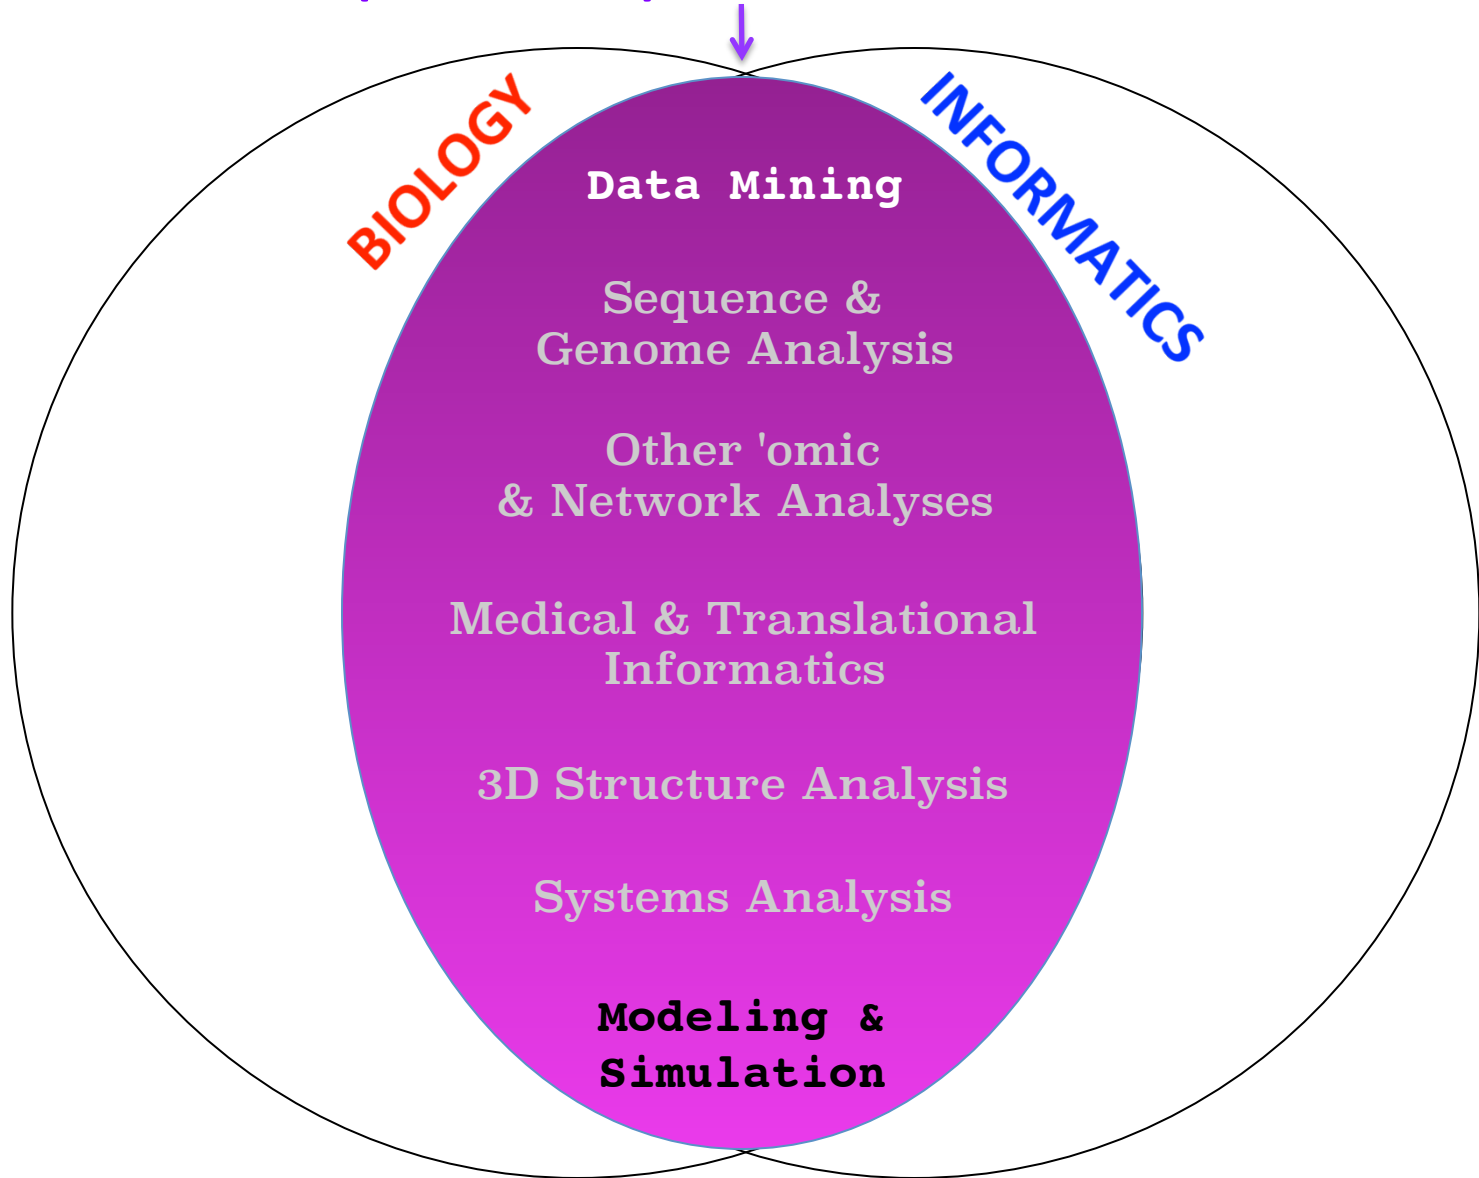 BIOLOGY
INFORMATICS
Data Mining
Sequence &
Genome Analysis
Other 'omic
& Network Analyses
Medical & Translational
Informatics
3D Structure Analysis
Systems Analysis
Modeling &
Simulation